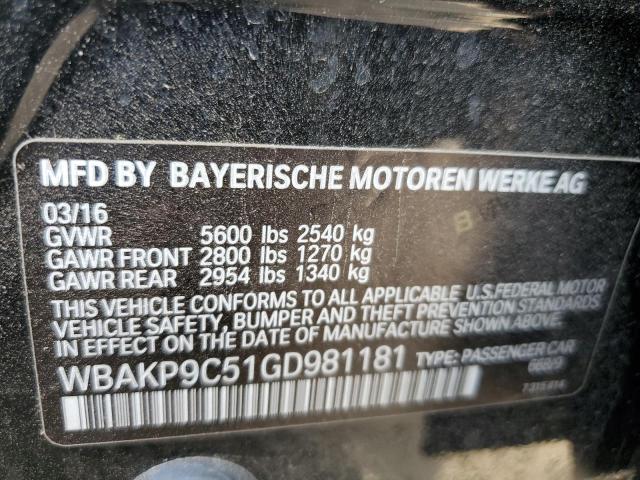 MFD BY BAYERISCHE MOTOREN WERKE AG
03/16
GVWR 5600 lbs 2540 kg
GAWR FRONT 2800 lbs 1270 kg
GAWR REAR 2954 lbs 1340 kg
THIS VEHICLE CONFORMS TO ALL APPLICABLE U.S.FEDERAL MOTOR
VEHICLE SAFETY, BUMPER AND THEFT PREVENTION STANDARDS
IN EFFECT ON THE DATE OF MANUFACTURE SHOWN ABOVE.
WBAKP9C51GD981181 TYPE: PASSENGER CAR